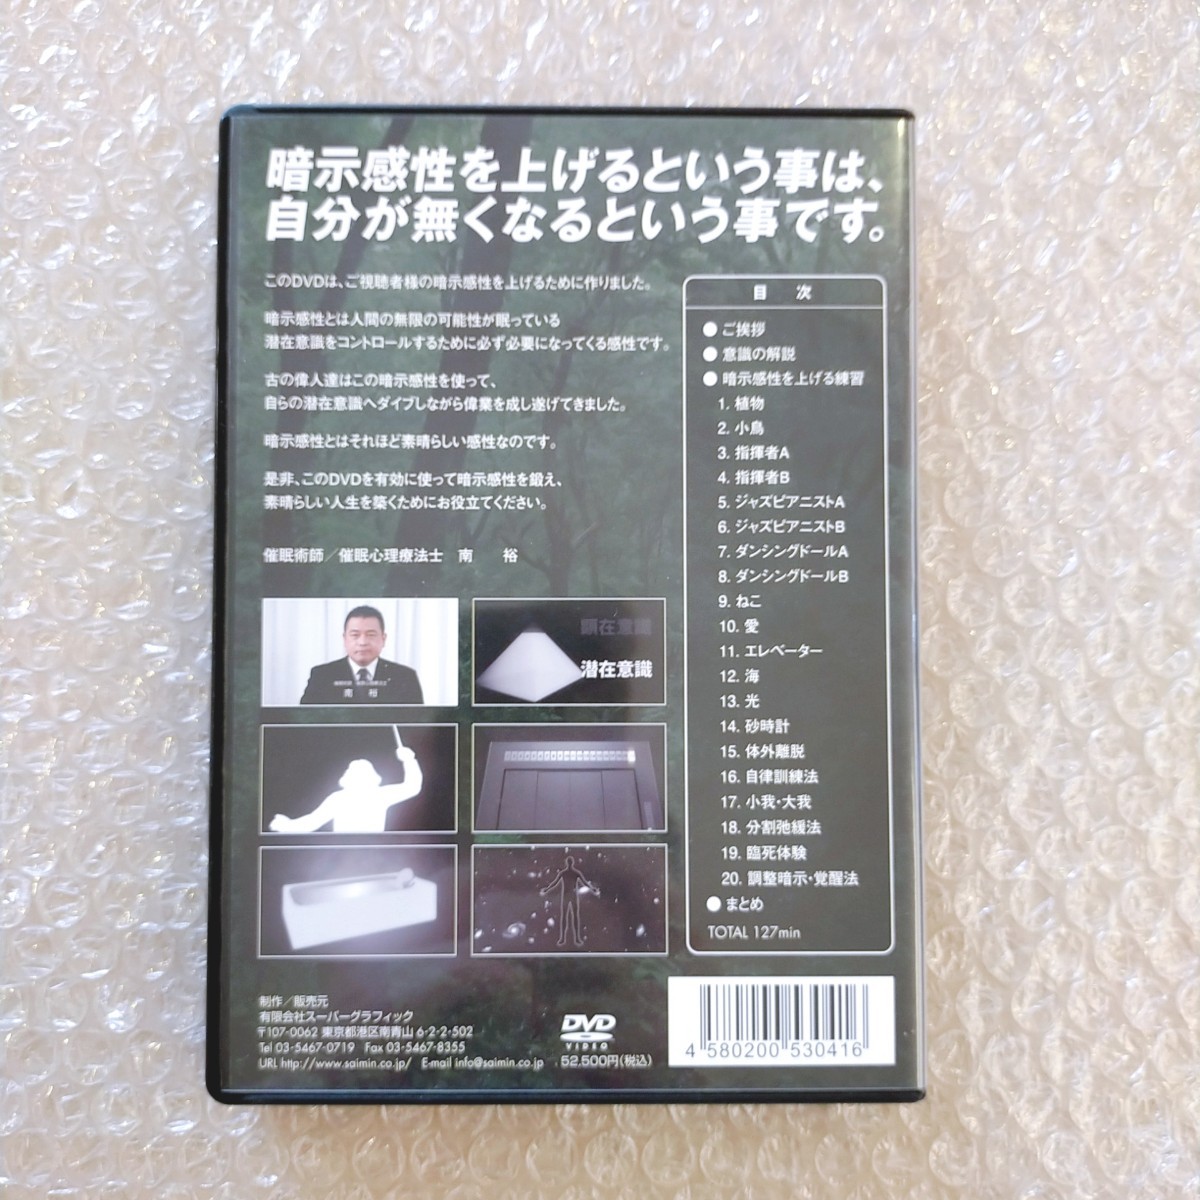 暗示感性を上げるという事は、
自分が無くなるという事です。
このDVDは、ご視聴者様の暗示感性を上げるために作りました。
暗示感性とは人間の無限の可能性が眠っている
潜在意識をコントロールするために必ず必要になってくる感性です。
古の偉人達はこの暗示感性を使って、
自らの潜在意識へダイブしながら偉業を成し遂げてきました。
暗示感性とはそれほど素晴らしい感性なのです。
是非、このDVDを有効に使って暗示感性を鍛え、
素晴らしい人生を築くためにお役立てください。
催眠術師／催眠心理療法士 南 裕
南 裕
顕在意識
潜在意識
目 次
●ご挨拶
●意識の解説
●暗示感性を上げる練習
1. 植物
2. 小鳥
3. 指揮者A
4. 指揮者B
5. ジャズピアニストA
6. ジャズピアニストB
7. ダンシングドールA
8. ダンシングドールB
9. ねこ
10. 愛
11. エレベーター
12. 海
13. 光
14. 砂時計
15. 体外離脱
16. 自律訓練法
17. 小我・大我
18. 分割弛緩法
19. 臨死体験
20. 調整暗示・覚醒法
●まとめ
TOTAL 127min
制作／販売元
有限会社スーパーグラフィック
〒107-0062 東京都港区南青山 6-2-2-502
Tel 03-5467-0719 Fax 03-5467-8355
URL http://www.saimin.co.jp/ E-mail info@saimin.co.jp
DVD
VIDEO
52,500円(税込)
4 580200 530416